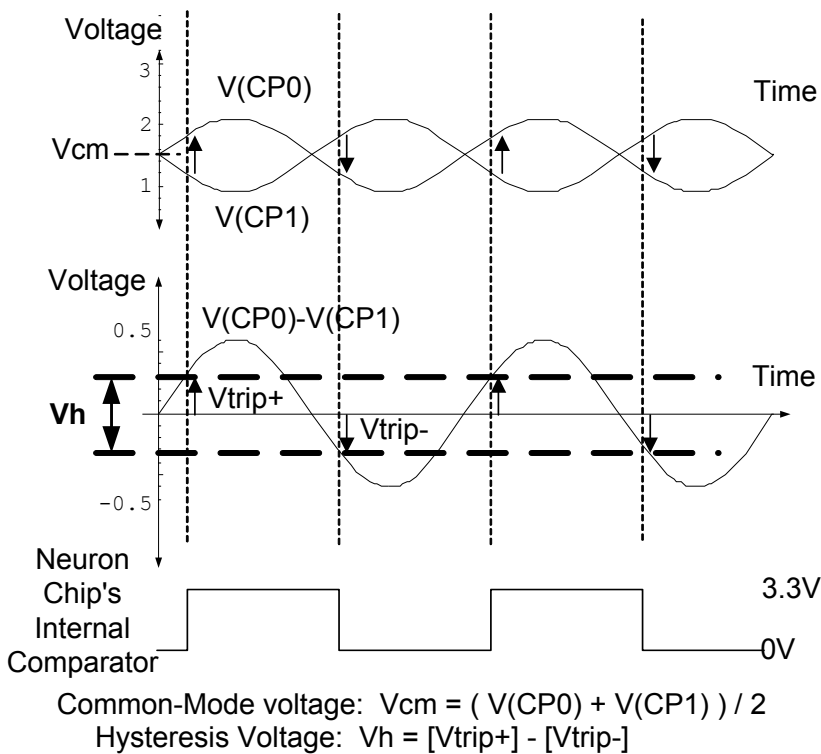 Voltage
3
V(CP0)
Time
2
Vcm
1
V(CP1)
Voltage
0.5
V(CP0)-V(CP1)
Time
Vtrip+
Vh
Vtrip-
-0.5
Neuron
Chip's
Internal
Comparator
3.3V
0V
Common-Mode voltage: Vcm = ( V(CP0) + V(CP1) ) / 2
Hysteresis Voltage: Vh = [Vtrip+] - [Vtrip-]